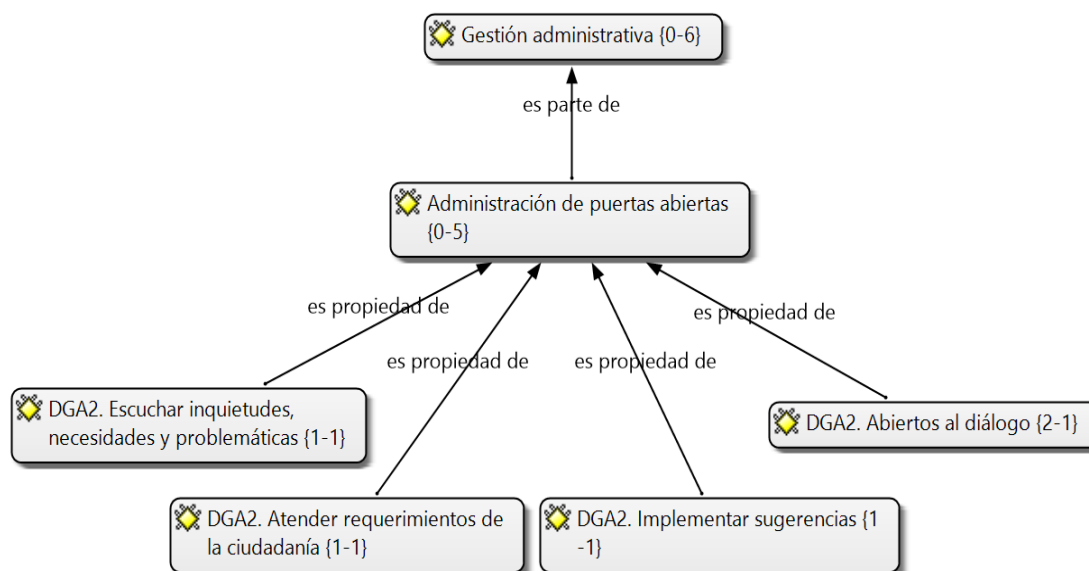 Gestión administrativa {0-6}
es parte de
Administración de puertas abiertas
{0-5}
es propiedad de
es propiedad de
es propiedad de
es propiedad de
DGA2. Escuchar inquietudes,
necesidades y problemáticas {1-1}
DGA2. Abiertos al diálogo {2-1}
DGA2. Atender requerimientos de
la ciudadanía {1-1}
DGA2. Implementar sugerencias {1
-1}